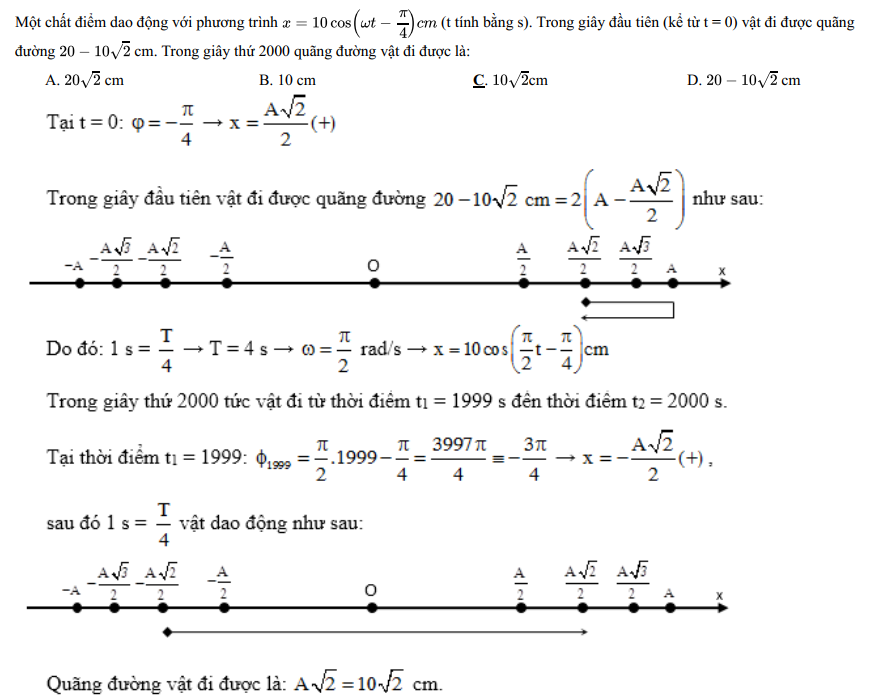 Một chất điểm dao động với phương trình x = 10 cos(ωt − π/4) cm (t tính bằng s). Trong giây đầu tiên (kể từ t = 0) vật đi được quãng
đường 20 − 10√2 cm. Trong giây thứ 2000 quãng đường vật đi được là:
A. 20√2 cm B. 10 cm C. 10√2cm D. 20 − 10√2 cm
Tại t = 0: φ = −π/4 → x = A√2/2 (+)
Trong giây đầu tiên vật đi được quãng đường 20 − 10√2 cm = 2(A − A√2/2) như sau:
−A −A√3/2 −A√2/2 −A/2 O A/2 A√2/2 A√3/2 A x
Do đó: 1 s = T/4 → T = 4 s → ω = π/2 rad/s → x = 10 cos(π/2 t − π/4) cm
Trong giây thứ 2000 tức vật đi từ thời điểm t₁ = 1999 s đến thời điểm t₂ = 2000 s.
Tại thời điểm t₁ = 1999: ϕ₁₉₉₉ = π/2 .1999 − π/4 = 3997π/4 ≡ −3π/4 → x = −A√2/2 (+) ,
sau đó 1 s = T/4 vật dao động như sau:
−A −A√3/2 −A√2/2 −A/2 O A/2 A√2/2 A√3/2 A x
Quãng đường vật đi được là: A√2 = 10√2 cm.